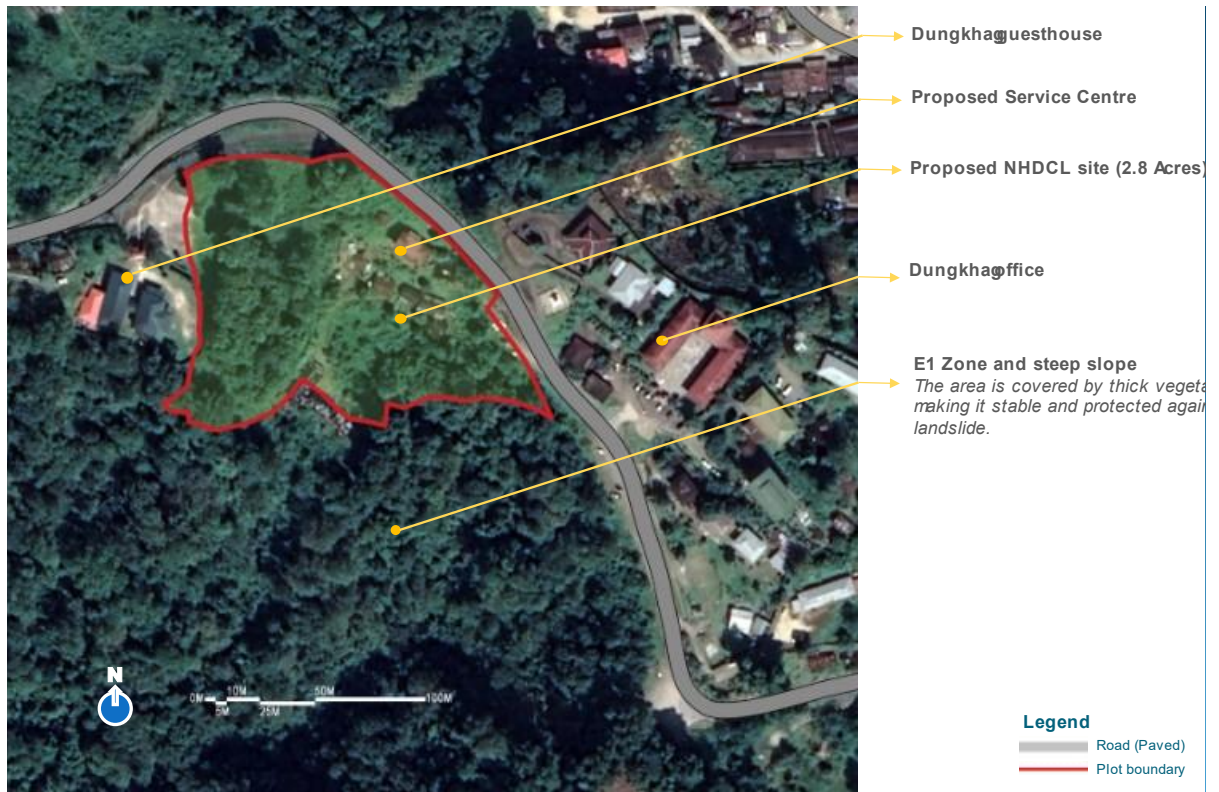 Dungkhag guesthouse
Proposed Service Centre
Proposed NHDCL site (2.8 Acres)
Dungkhag office
E1 Zone and steep slope
The area is covered by thick
making it stable and protected
landslide.
N
0M 10M 50M 100M
5M 25M
Legend
Road (Paved)
Plot boundary